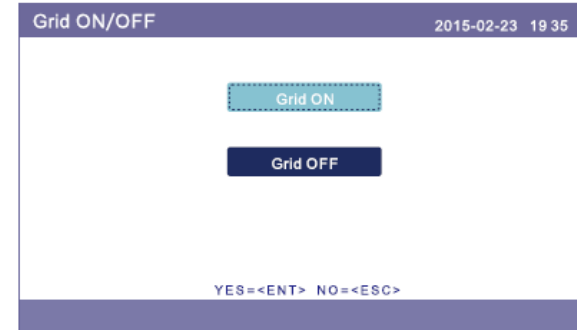 Grid ON/OFF 2015-02-23 19 35
Grid ON
Grid OFF
YES=<ENT> NO=<ESC>